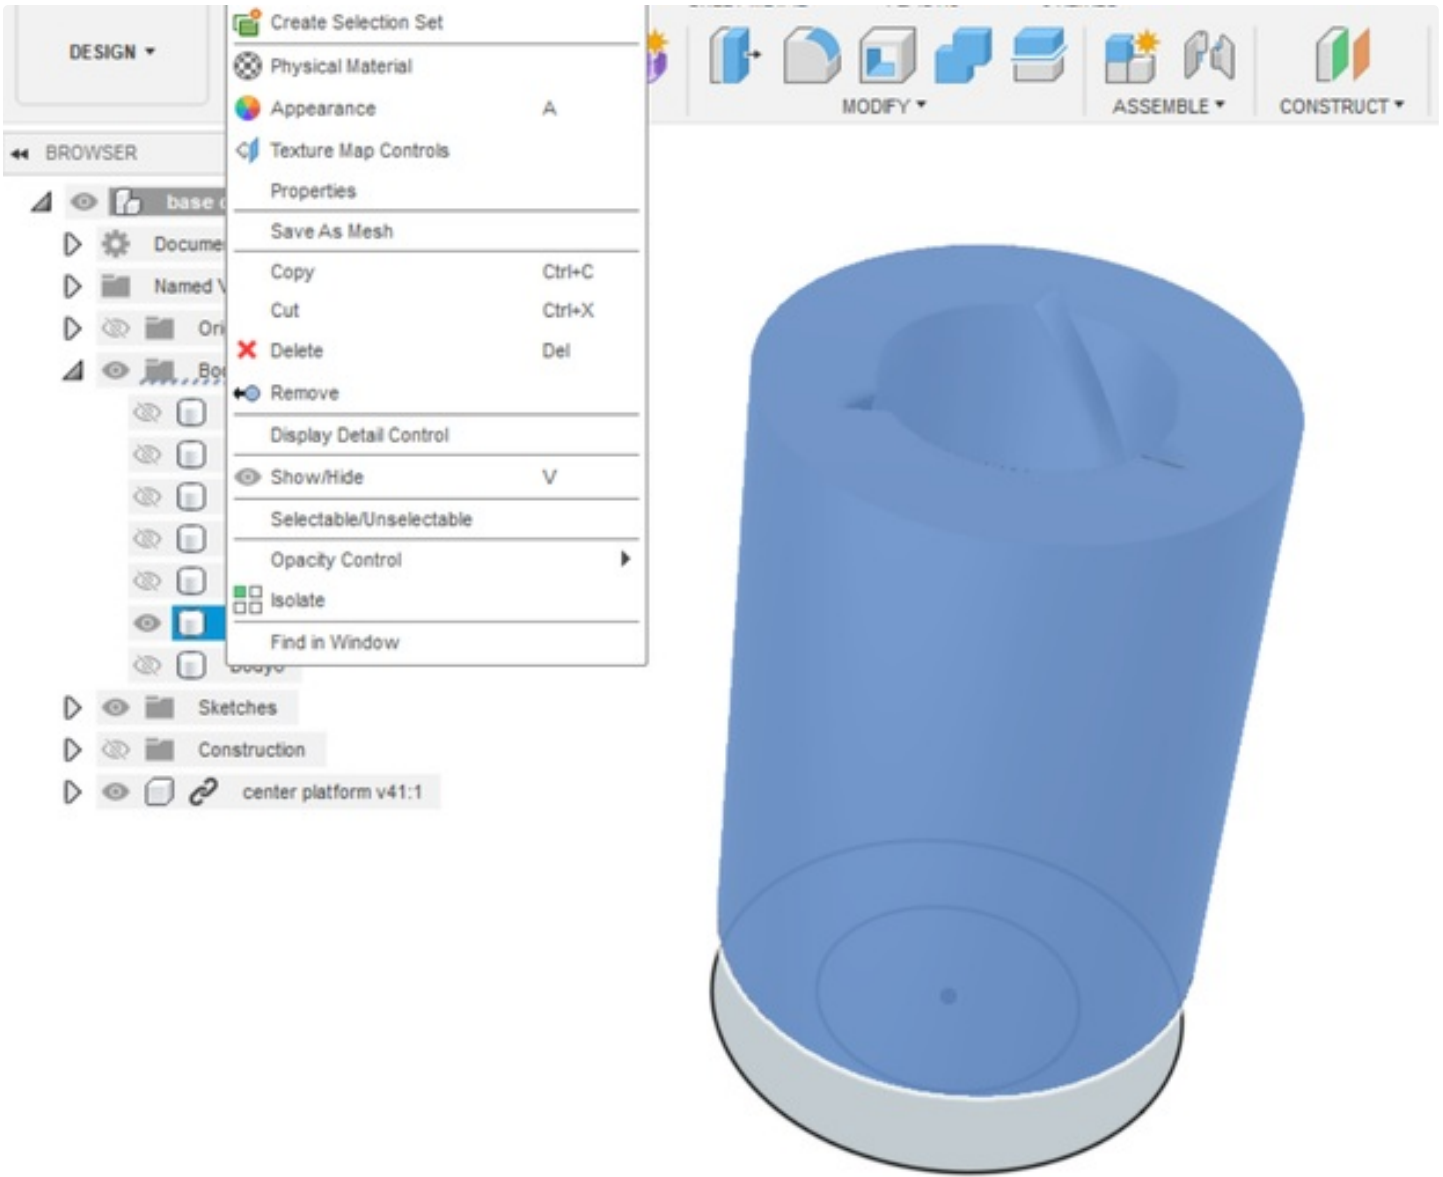 Create Selection Set
DESIGN
Physical Material
Appearance A
MODIFY
ASSEMBLE
CONSTRUCT
BROWSER
Texture Map Controls
Properties
base
Save As Mesh
Copy Ctrl+C
Named
Cut Ctrl+X
Delete Del
Remove
Display Detail Control
Show/Hide V
Selectable/Unselectable
Opacity Control
Isolate
Find in Window
Sketches
Construction
center platform v41:1